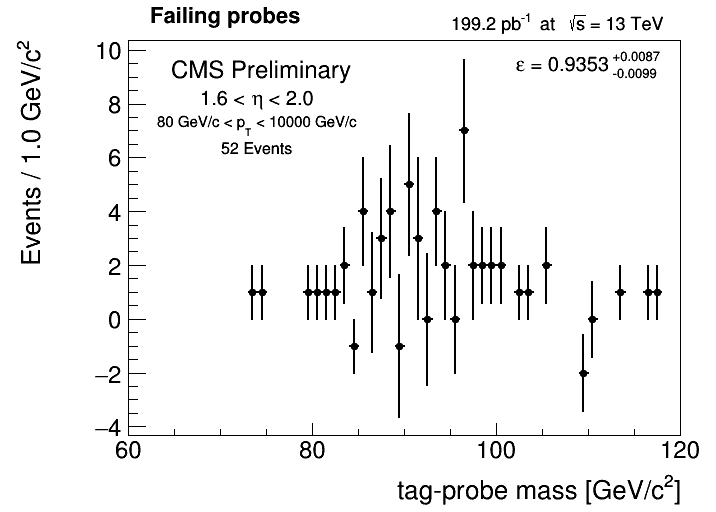 Failing probes
199.2 pb⁻¹ at √s = 13 TeV
CMS Preliminary
1.6 < η < 2.0
80 GeV/c < p_T < 10000 GeV/c
52 Events
ε = 0.9353 +0.0087 -0.0099
Events / 1.0 GeV/c²
10
8
6
4
2
0
−2
−4
60 80 100 120
tag-probe mass [GeV/c²]